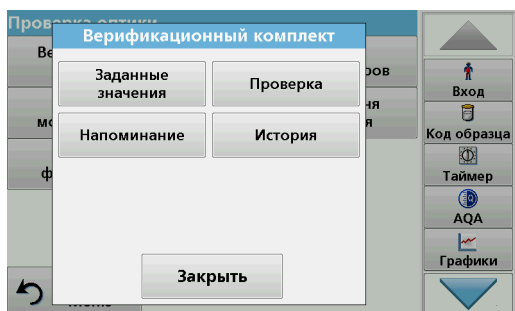 Проверка оптики
Верификационный комплект
Заданные
значения
Проверка
Напоминание
История
Закрыть
Вход
Код образца
Таймер
AQA
Графики